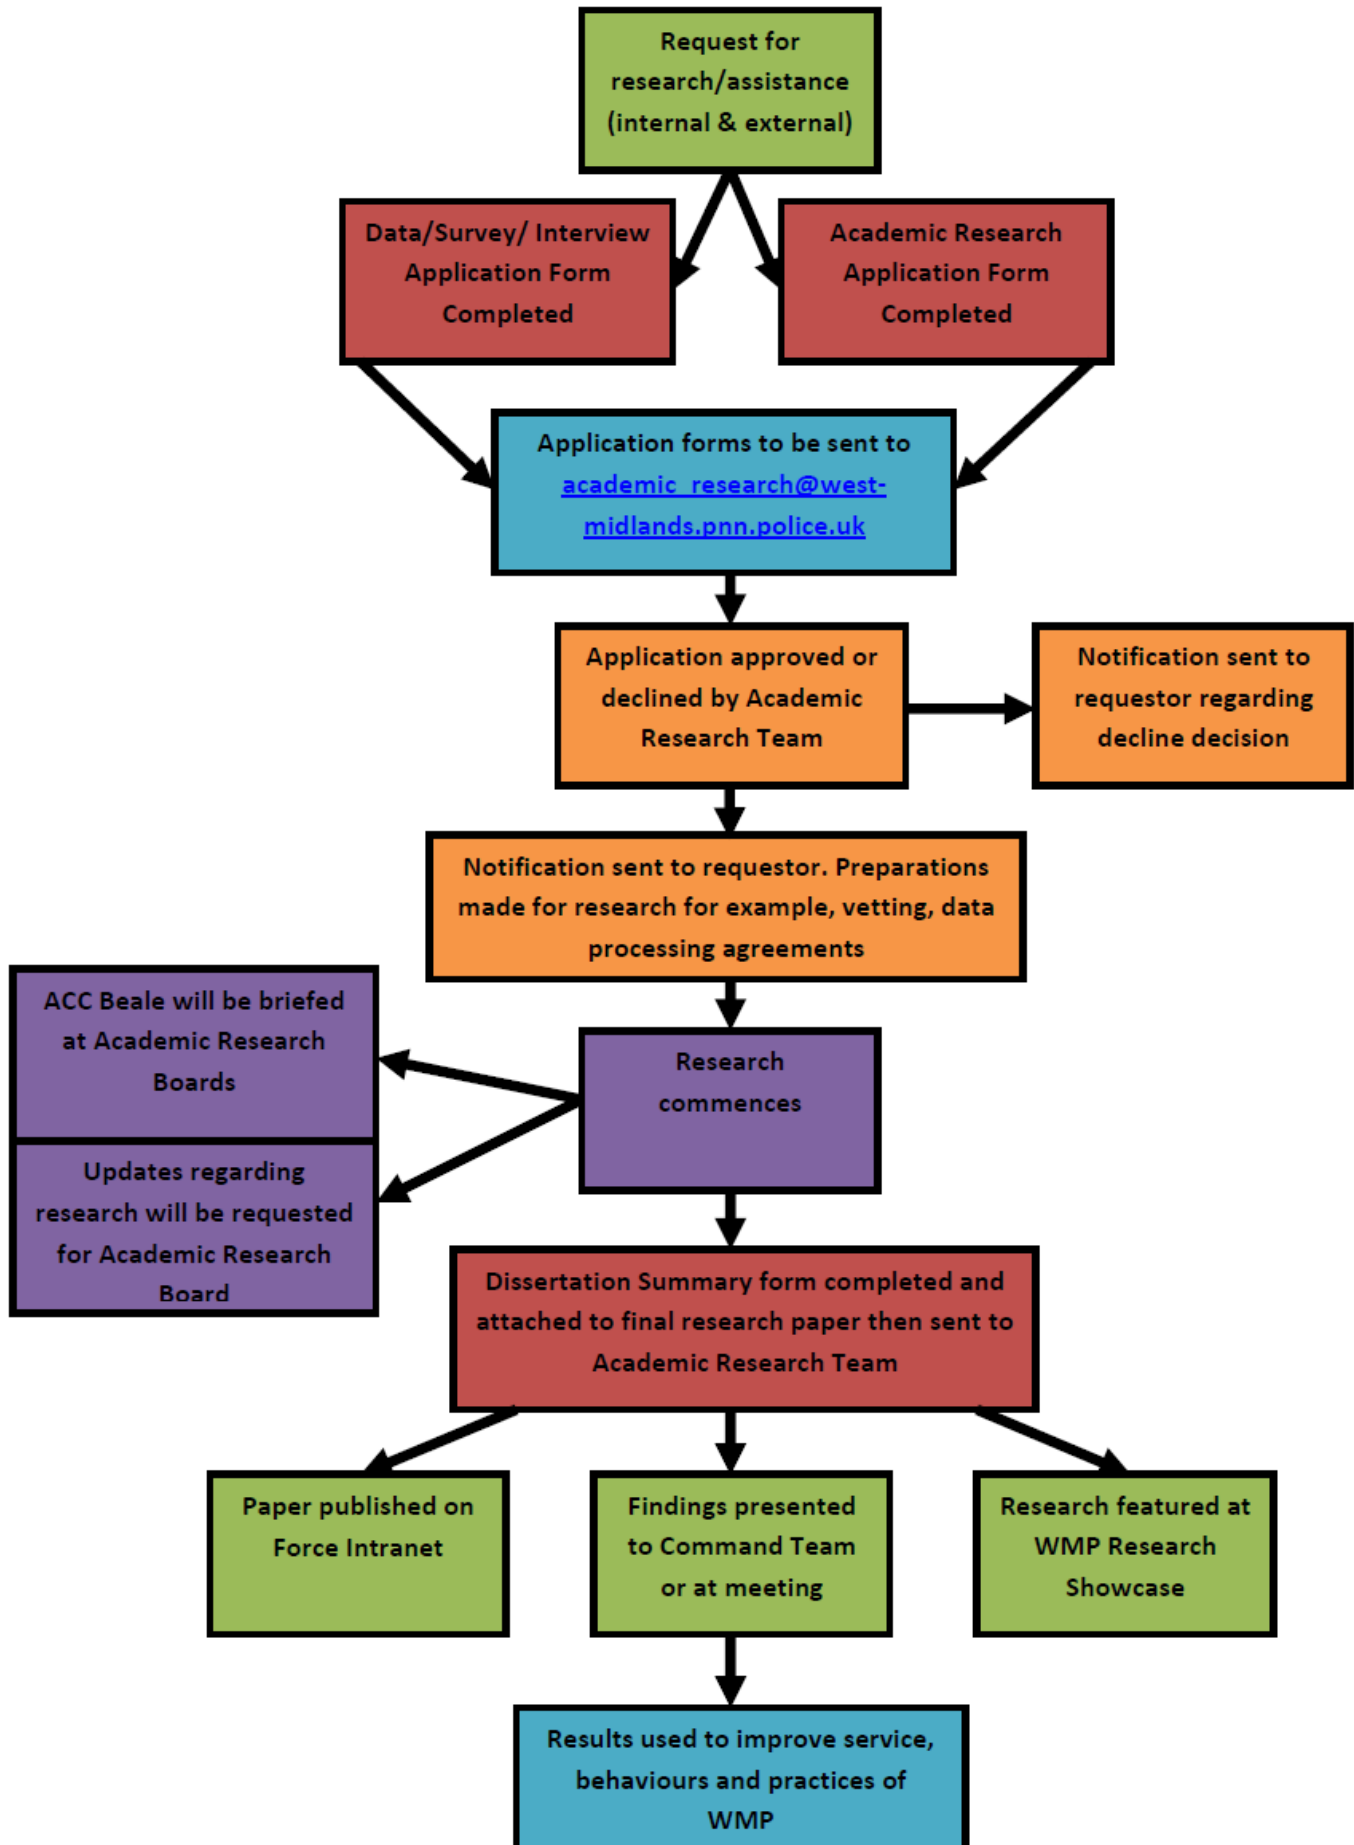 Request for
research/assistance
(internal & external)
Data/Survey/ Interview
Application Form
Completed
Academic Research
Application Form
Completed
Application forms to be sent to
academic_research@west-
midlands.pnn.police.uk
Application approved or
declined by Academic
Research Team
Notification sent to
requestor regarding
decline decision
Notification sent to requestor. Preparations
made for research for example, vetting, data
processing agreements
ACC Beale will be briefed
at Academic Research
Boards
Updates regarding
research will be requested
for Academic Research
Board
Research
commences
Dissertation Summary form completed and
attached to final research paper then sent to
Academic Research Team
Paper published on
Force Intranet
Findings presented
to Command Team
or at meeting
Research featured at
WMP Research
Showcase
Results used to improve service,
behaviours and practices of
WMP